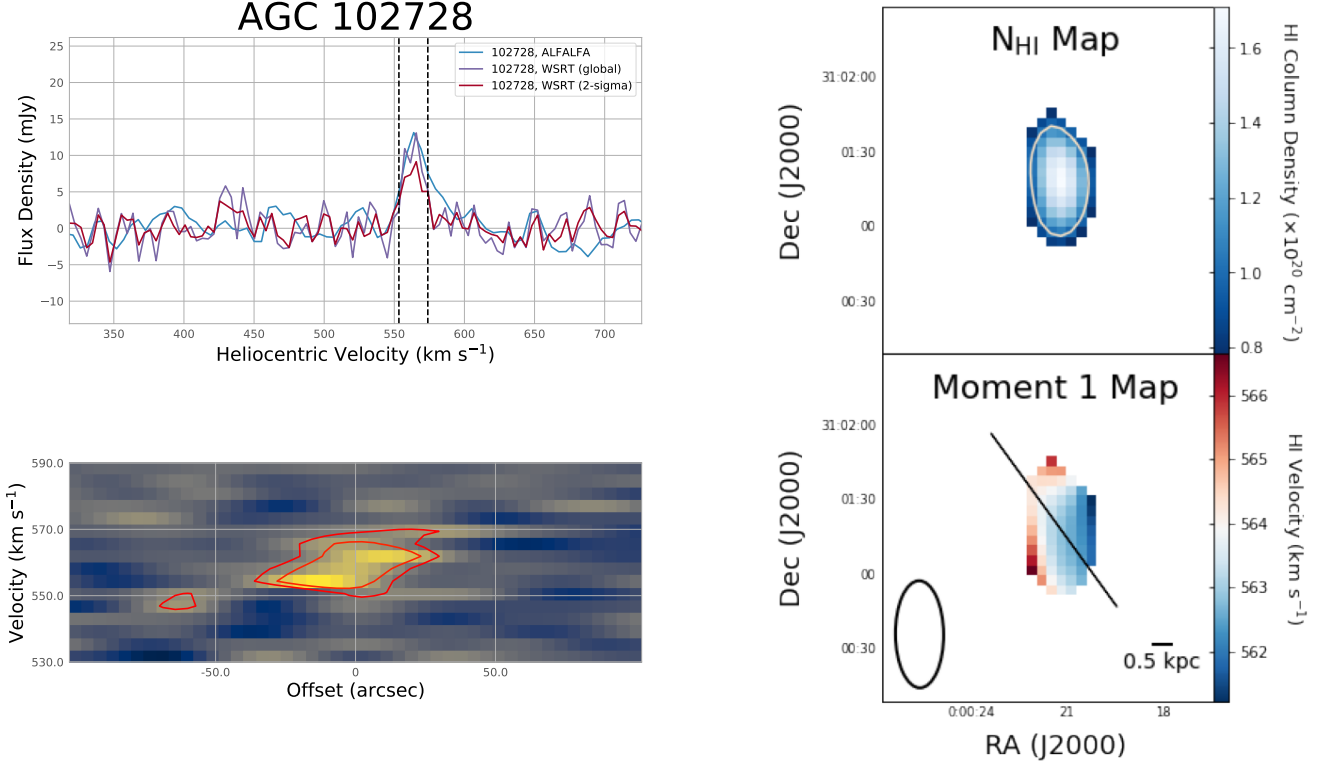 AGC 102728
25
20
15
10
5
0
−5
−10
Flux Density (mJy)
102728, ALFALFA
102728, WSRT (global)
102728, WSRT (2-sigma)
350
400
450
500
550
600
650
700
Heliocentric Velocity (km s⁻¹)
590.0
570.0
550.0
530.0
Velocity (km s⁻¹)
-50.0
0
50.0
Offset (arcsec)
N_HI Map
31:02:00
01:30
00
00:30
Dec (J2000)
1.6
1.4
1.2
1.0
0.8
HI Column Density (×10²⁰ cm⁻²)
Moment 1 Map
31:02:00
01:30
00
00:30
Dec (J2000)
0.5 kpc
566
565
564
563
562
HI Velocity (km s⁻¹)
0:00:24
21
18
RA (J2000)